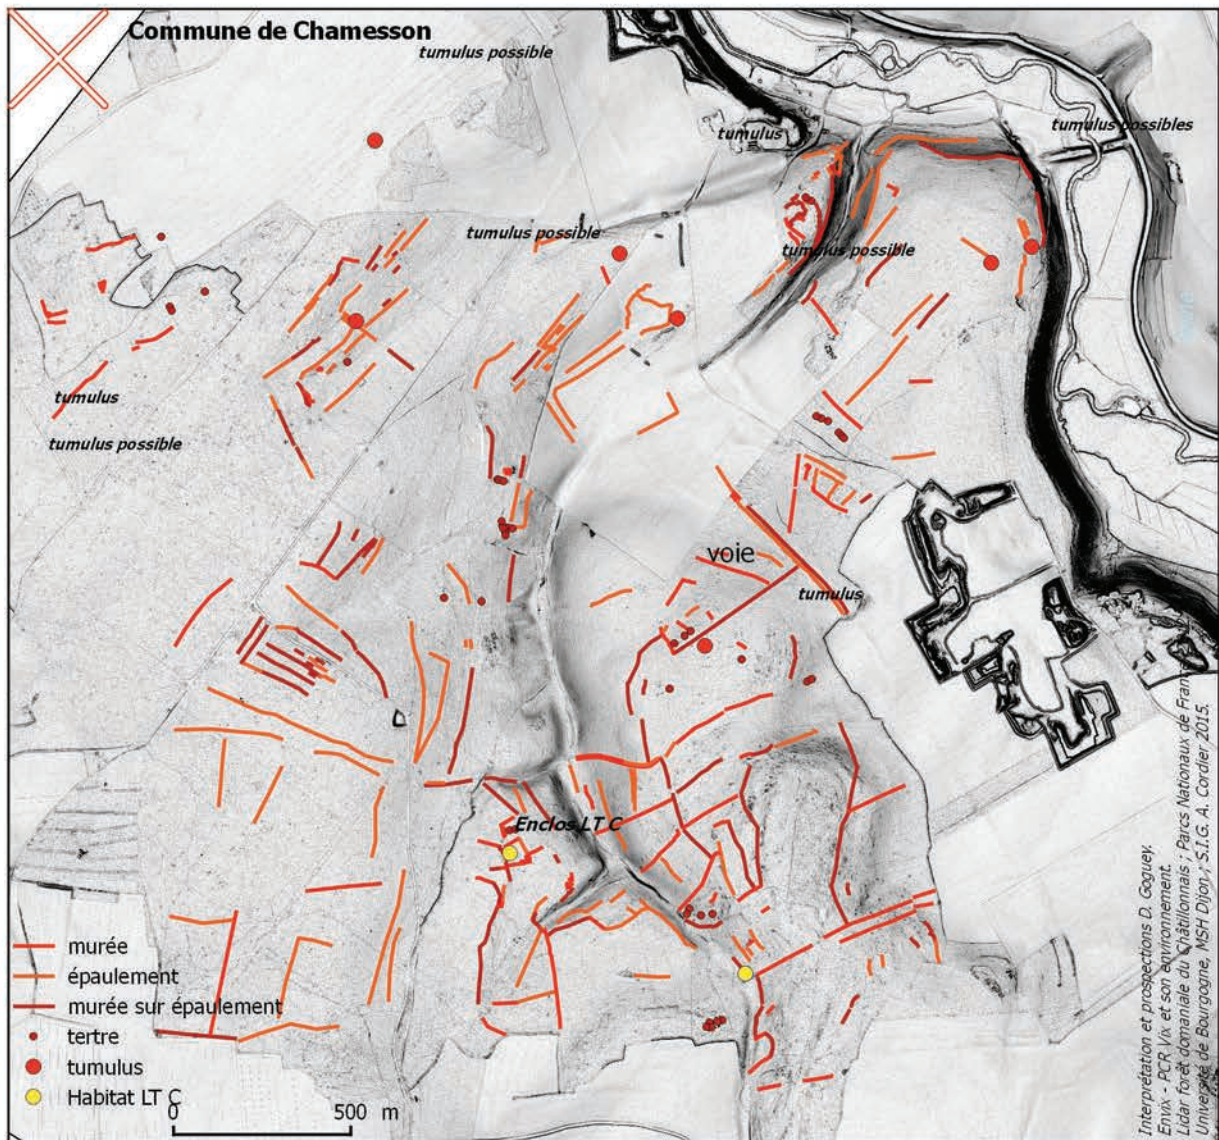 Commune de Chamesson
tumulus possible
tumulus
tumulus possibles
tumulus possible
tumulus possible
tumulus
tumulus possible
voie
tumulus
Enclos LT C
murée
épaulement
murée sur épaulement
tertre
tumulus
Habitat LT C
0 500 m
Interprétation et prospections D. Goguey.
Envix - PCR Vix et son environnement.
Lidar forêt domaniale du Châtillonnais ; Parcs Nationaux de
Université de Bourgogne, MSH Dijon ; S.I.G. A. Cordier 2015.